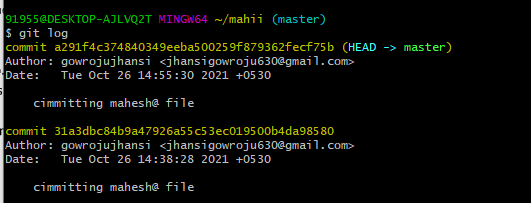 91955@DESKTOP-AJLVQ2T MINGW64 ~/mahii (master)
$ git log
commit a291f4c374840349eeba500259f879362fecf75b (HEAD -> master)
Author: gowrojujhansi <jhansigowroju630@gmail.com>
Date:   Tue Oct 26 14:55:30 2021 +0530
cimmitting mahesh@ file
commit 31a3dbc84b9a47926a55c53ec019500b4da98580
Author: gowrojujhansi <jhansigowroju630@gmail.com>
Date:   Tue Oct 26 14:38:28 2021 +0530
cimmitting mahesh@ file